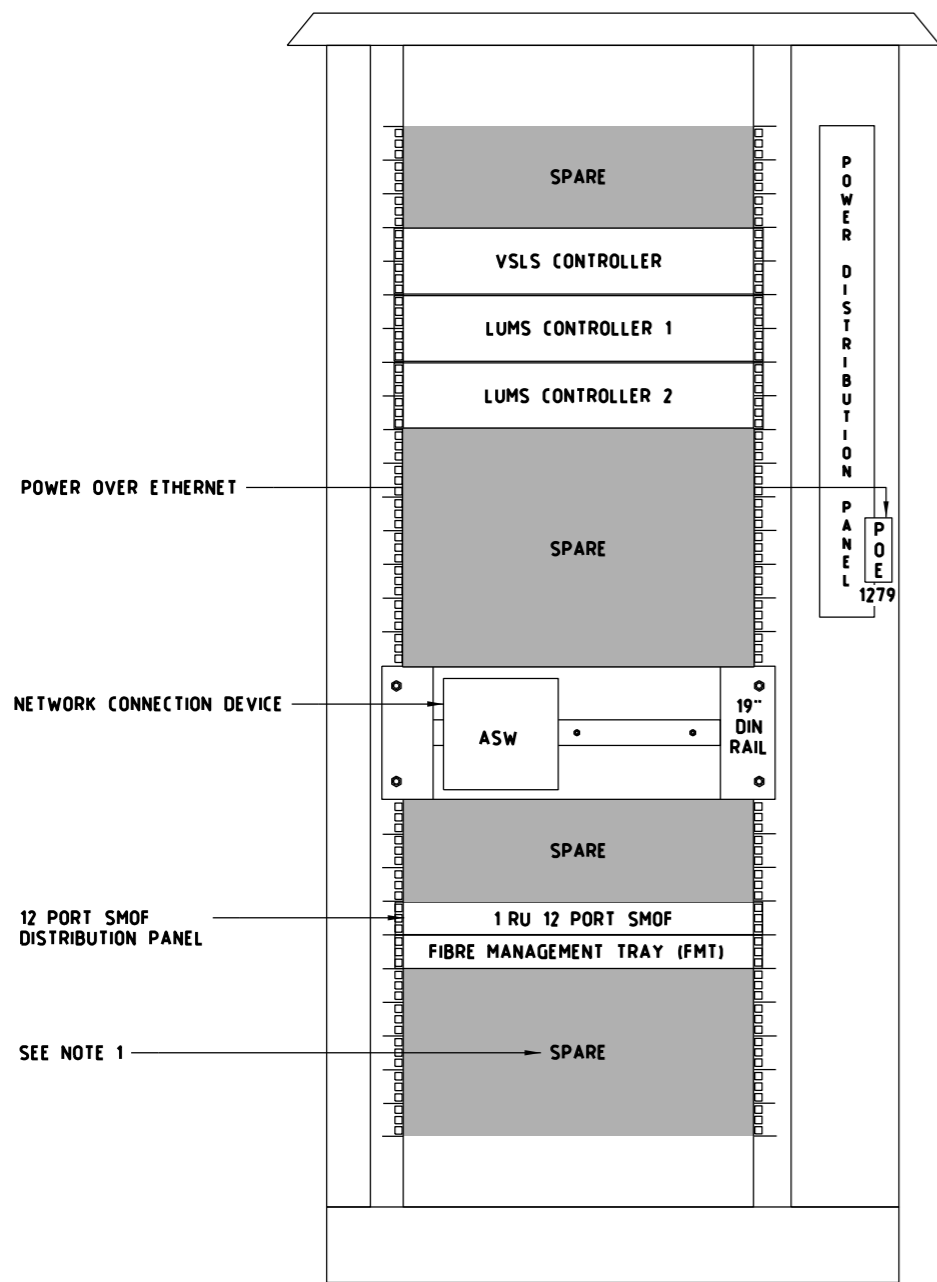 SPARE
VSLS CONTROLLER
LUMS CONTROLLER 1
LUMS CONTROLLER 2
POWER DISTRIBUTION PANEL
POWER OVER ETHERNET
SPARE
POE
1279
NETWORK CONNECTION DEVICE
ASW
19"
DIN
RAIL
SPARE
12 PORT SMOF
DISTRIBUTION PANEL
1 RU 12 PORT SMOF
FIBRE MANAGEMENT TRAY (FMT)
SEE NOTE 1
SPARE